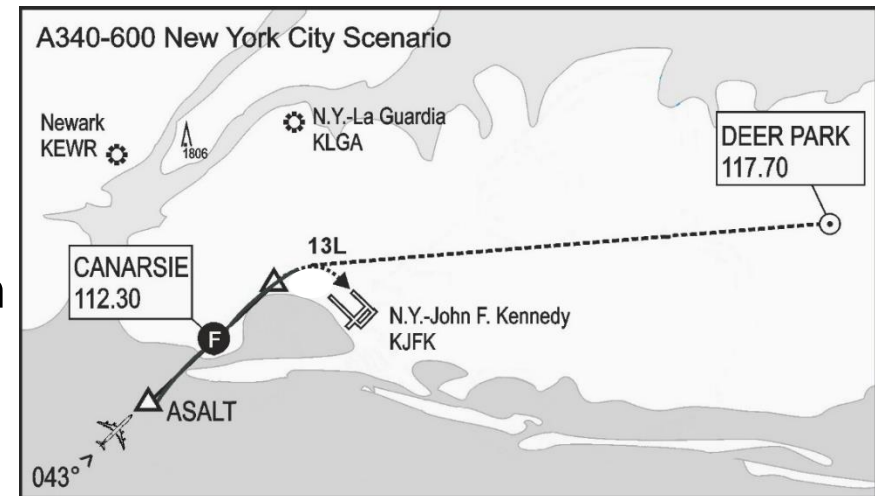 A340-600 New York City Scenario
Newark
KEWR
1806
N.Y.-La Guardia
KLGA
DEER PARK
117.70
13L
CANARSIE
112.30
F
N.Y.-John F. Kennedy
KJFK
ASALT
043° >
n